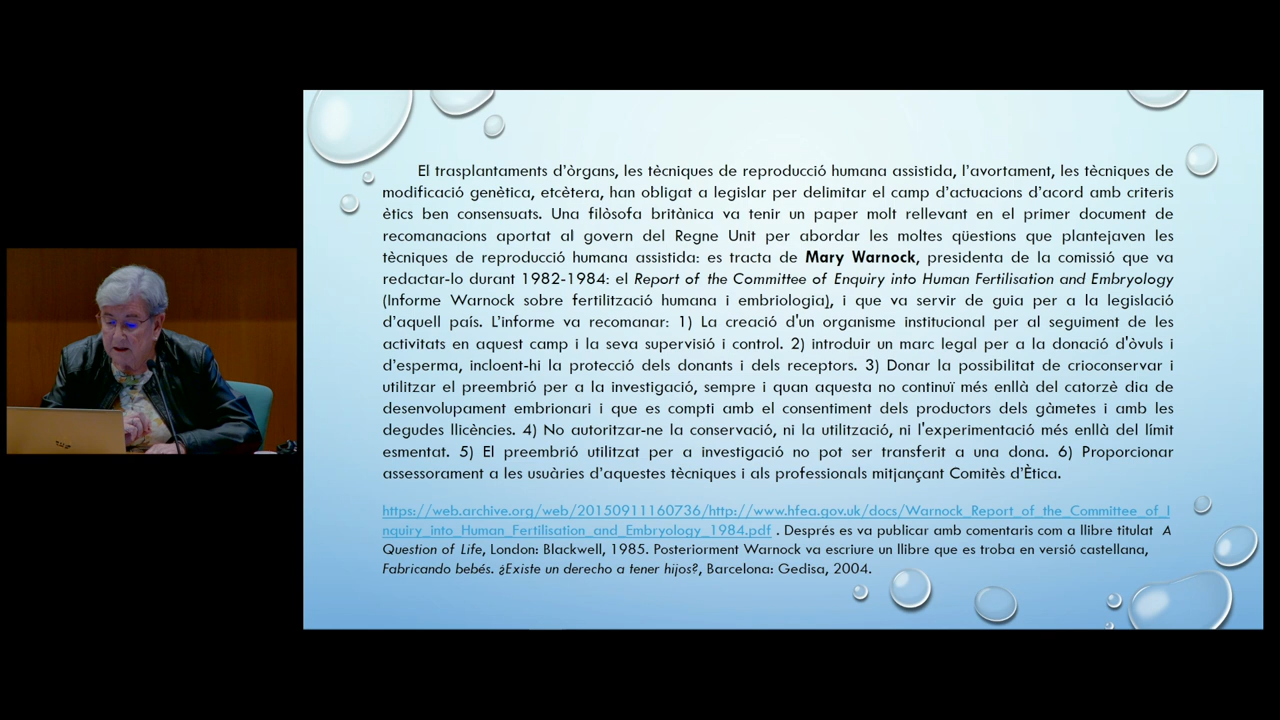 El trasplantaments d'òrgans, les tècniques de reproducció humana assistida, l'avortament, les tècniques de
modificació genètica, etcètera, han obligat a legislar per delimitar el camp d'actuacions d'acord amb criteris
ètics ben consensuats. Una filòsofa britànica va tenir un paper molt rellevant en el primer document de
recomanacions aportat al govern del Regne Unit per abordar les moltes qüestions que plantejaven les
tècniques de reproducció humana assistida: es tracta de Mary Warnock, presidenta de la comissió que va
redactar-lo durant 1982-1984: el Report of the Committee of Enquiry into Human Fertilisation and Embryology
(Informe Warnock sobre fertilització humana i embriologia), i que va servir de guia per a la legislació
d'aquell país. L'informe va recomanar: 1) La creació d'un organisme institucional per al seguiment de les
activitats en aquest camp i la seva supervisió i control. 2) introduir un marc legal per a la donació d'òvuls i
d'esperma, incloent-hi la protecció dels donants i dels receptors. 3) Donar la possibilitat de crioconservar i
utilitzar el preembrió per a la investigació, sempre i quan aquesta no continuï més enllà del catorzè dia de
desenvolupament embrionari i que es compti amb el consentiment dels productors dels gàmetes i amb les
degudes llicències. 4) No autoritzar-ne la conservació, ni la utilització, ni l'experimentació més enllà del límit
esmentat. 5) El preembrió utilitzat per a investigació no pot ser transferit a una dona. 6) Proporcionar
assessorament a les usuàries d'aquestes tècniques i als professionals mitjançant Comitès d'Ètica.
https://web.archive.org/web/20150911160736/http://www.hfea.gov.uk/docs/Warnock_Report_of_the_Committee_of_I
nquiry_into_Human_Fertilisation_and_Embryology_1984.pdf . Després es va publicar amb comentaris com a llibre titulat A
Question of Life, London: Blackwell, 1985. Posteriorment Warnock va escriure un llibre que es troba en versió castellana,
Fabricando bebés. ¿Existe un derecho a tener hijos?, Barcelona: Gedisa, 2004.